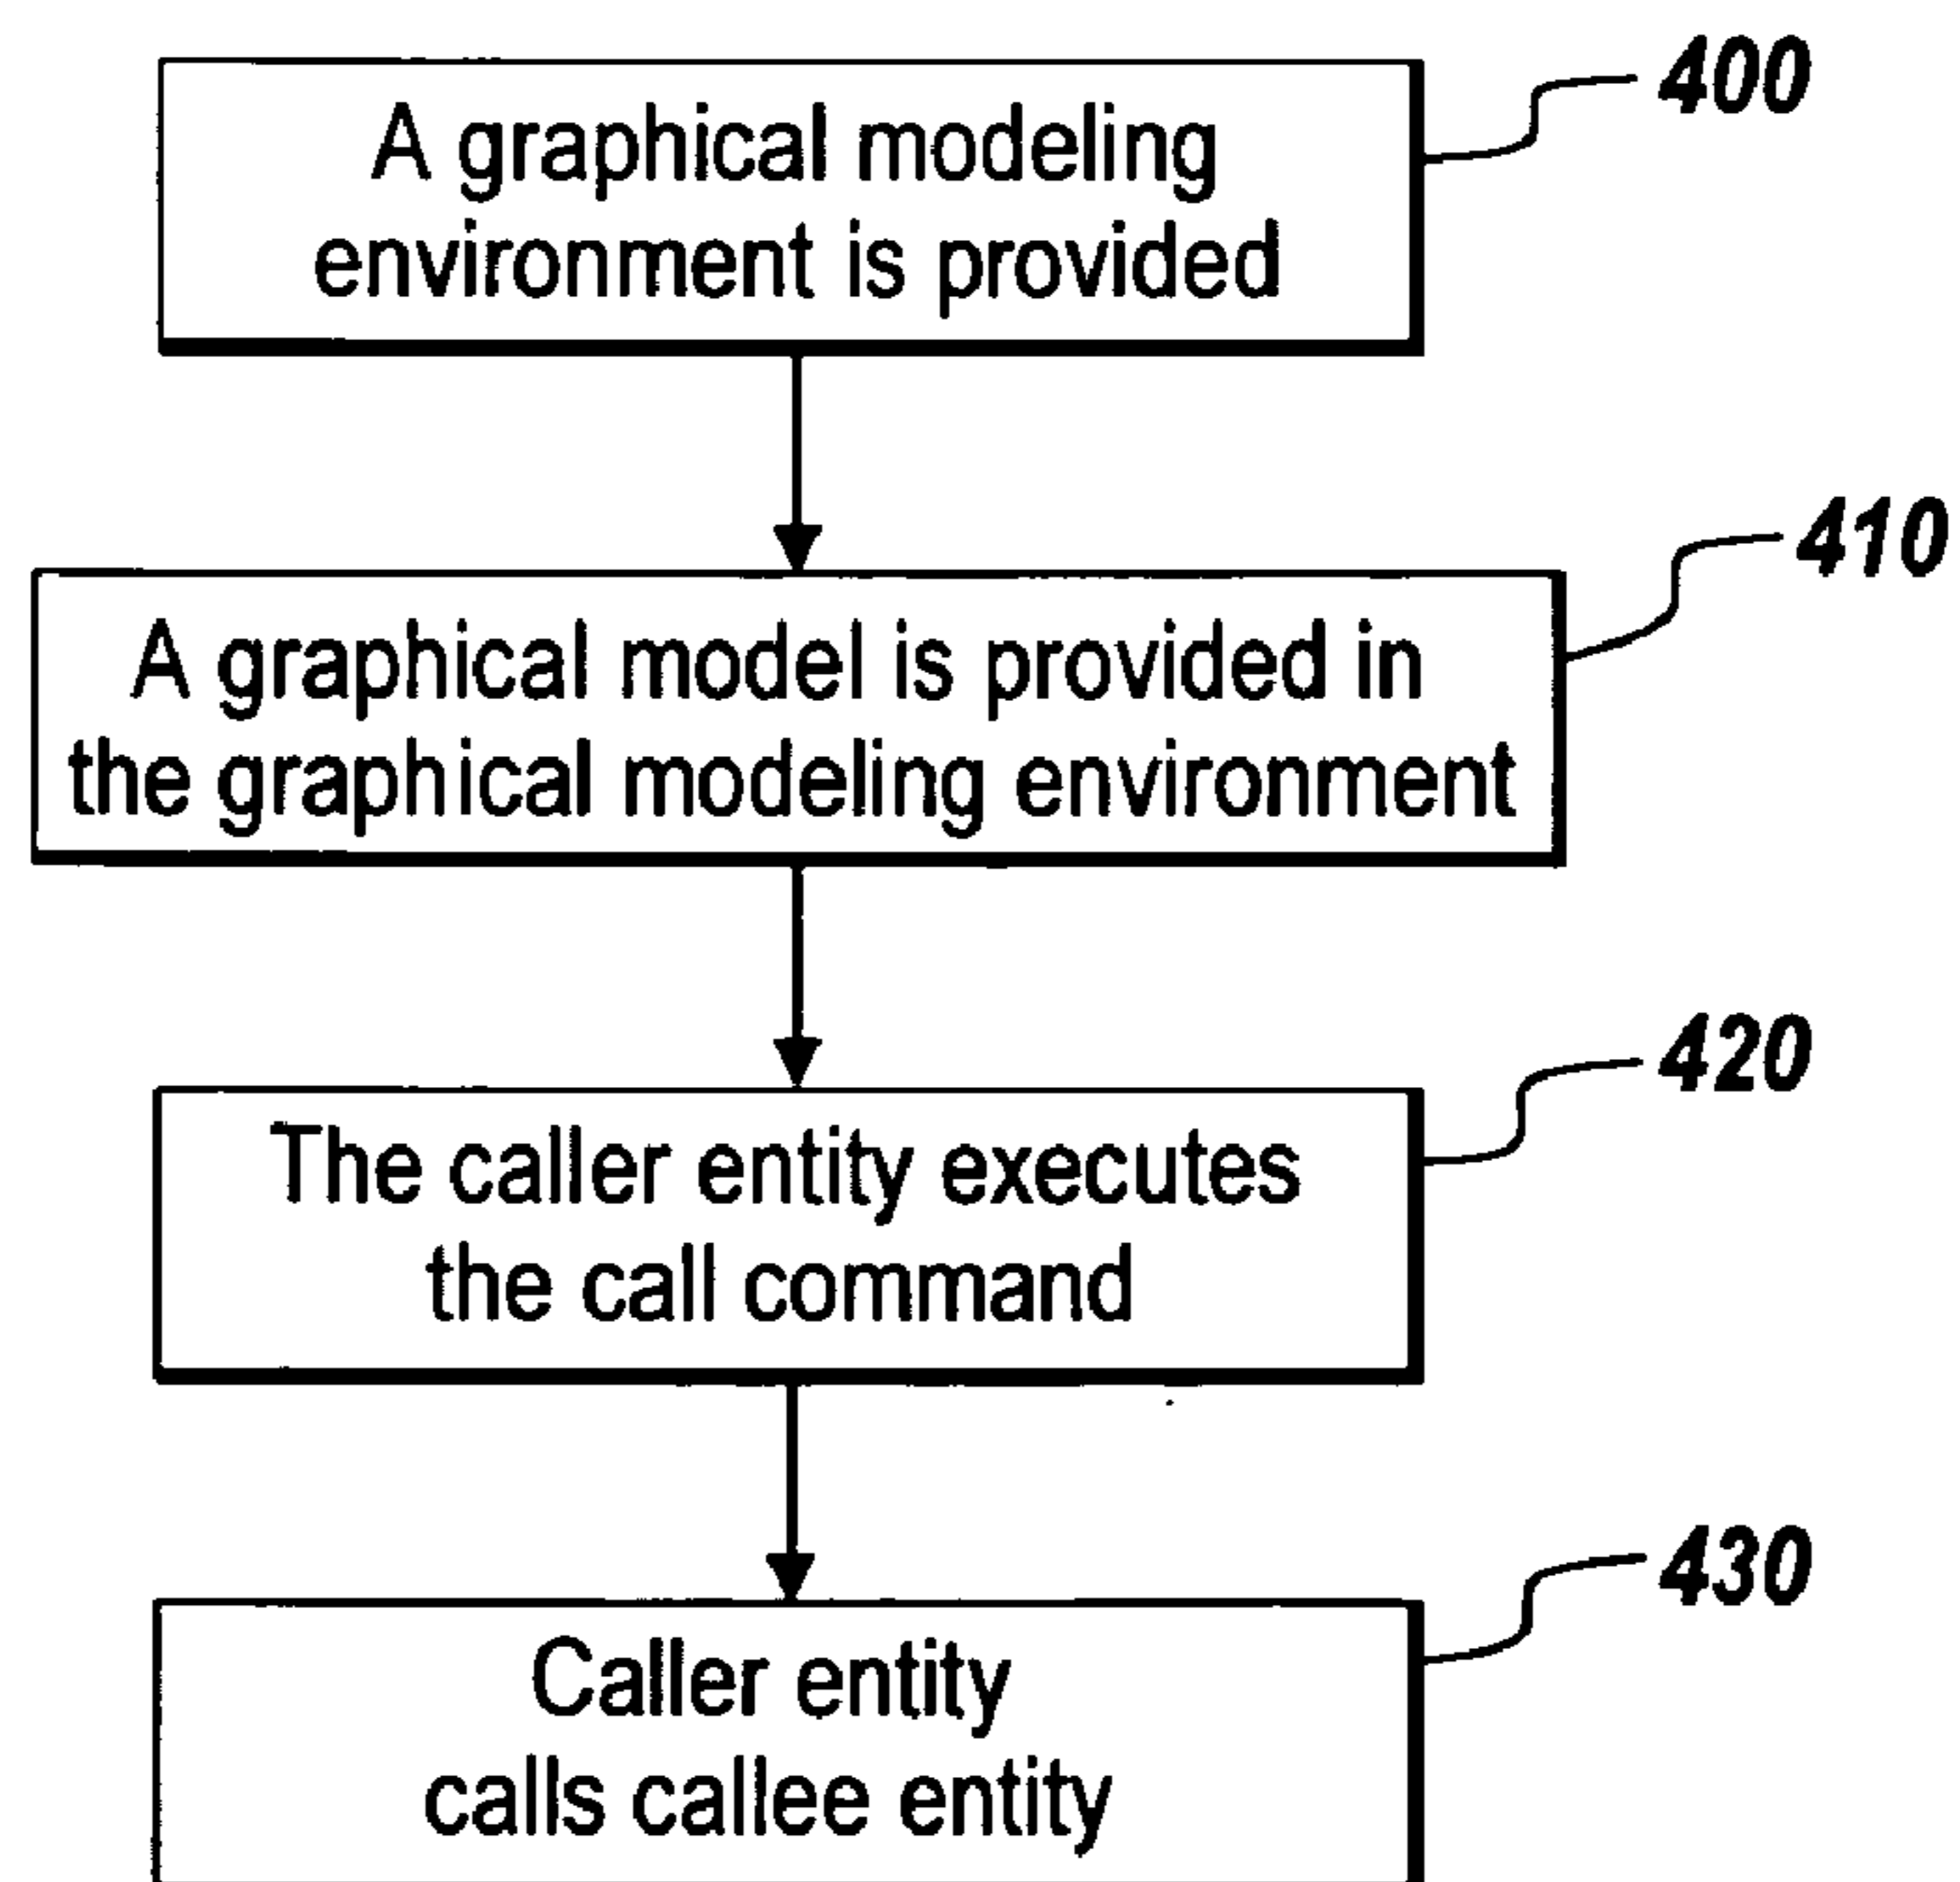 400
A graphical modeling
environment is provided
410
A graphical model is provided in
the graphical modeling environment
420
The caller entity executes
the call command
430
Caller entity
calls callee entity